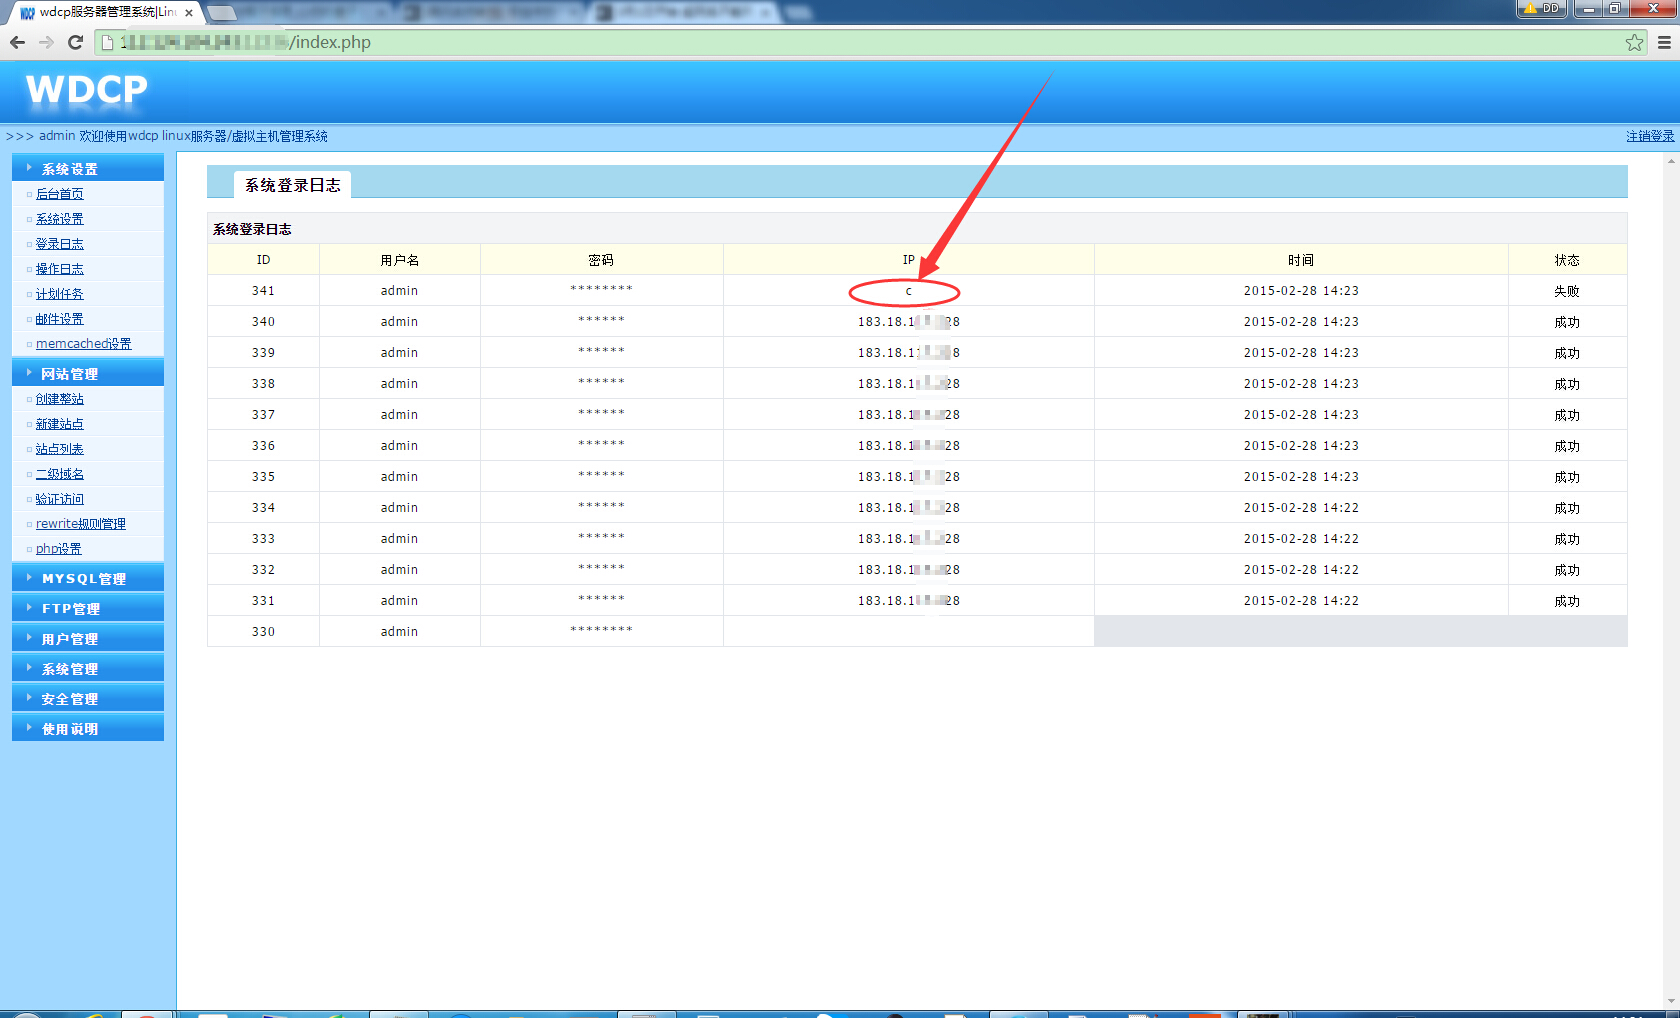 wdcp服务器管理系统|Lin
DD
/index.php
WDCP
>>> admin 欢迎使用wdcp linux服务器/虚拟主机管理系统
注销登录
系统设置
后台首页
系统设置
登录日志
操作日志
计划任务
邮件设置
memcached设置
网站管理
创建整站
新建站点
站点列表
二级域名
验证访问
rewrite规则管理
php设置
MYSQL管理
FTP管理
用户管理
系统管理
安全管理
使用说明
系统登录日志
系统登录日志
ID 用户名 密码 IP 时间 状态
341 admin ******** c 2015-02-28 14:23 失败
340 admin ****** 183.18.1 28 2015-02-28 14:23 成功
339 admin ****** 183.18.1 8 2015-02-28 14:23 成功
338 admin ****** 183.18.1 28 2015-02-28 14:23 成功
337 admin ****** 183.18.1 28 2015-02-28 14:23 成功
336 admin ****** 183.18.1 28 2015-02-28 14:23 成功
335 admin ****** 183.18.1 28 2015-02-28 14:23 成功
334 admin ****** 183.18.1 28 2015-02-28 14:22 成功
333 admin ****** 183.18.1 28 2015-02-28 14:22 成功
332 admin ****** 183.18.1 28 2015-02-28 14:22 成功
331 admin ****** 183.18.1 28 2015-02-28 14:22 成功
330 admin ********